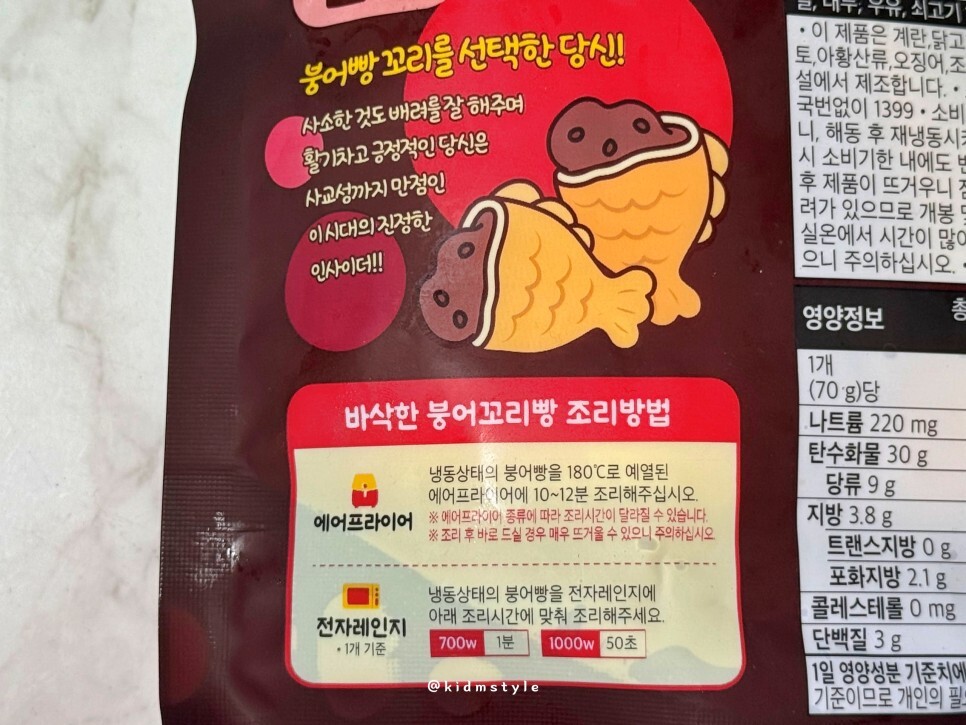 붕어빵 꼬리를 선택한 당신!
사소한 것도 배려를 잘 해주며
활기차고 긍정적인 당신은
사교성까지 만점인
이시대의 진정한
인사이더!!
바삭한 붕어꼬리빵 조리방법
에어프라이어
냉동상태의 붕어빵을 180℃로 예열된
에어프라이어에 10~12분 조리해주십시오.
※ 에어프라이어 종류에 따라 조리시간이 달라질 수 있습니다.
※ 조리 후 바로 드실 경우 매우 뜨거울 수 있으니 주의하십시오
전자레인지
• 1개 기준
냉동상태의 붕어빵을 전자레인지에
아래 조리시간에 맞춰 조리해주세요.
700w 1분 1000w 50초
@kidmstyle
대두, 우유, 쇠고기
• 이 제품은 계란, 닭고
토, 아황산류, 오징어, 조
설에서 제조합니다. •
국번없이 1399 • 소비
니, 해동 후 재냉동시
시 소비기한 내에도
후 제품이 뜨거우니
려가 있으므로 개봉
실온에서 시간이 많
으니 주의하십시오. •
영양정보 총
1개
(70 g)당
나트륨 220 mg
탄수화물 30 g
당류 9 g
지방 3.8 g
트랜스지방 0 g
포화지방 2.1 g
콜레스테롤 0 mg
단백질 3 g
1일 영양성분 기준치에
기준이므로 개인의 필